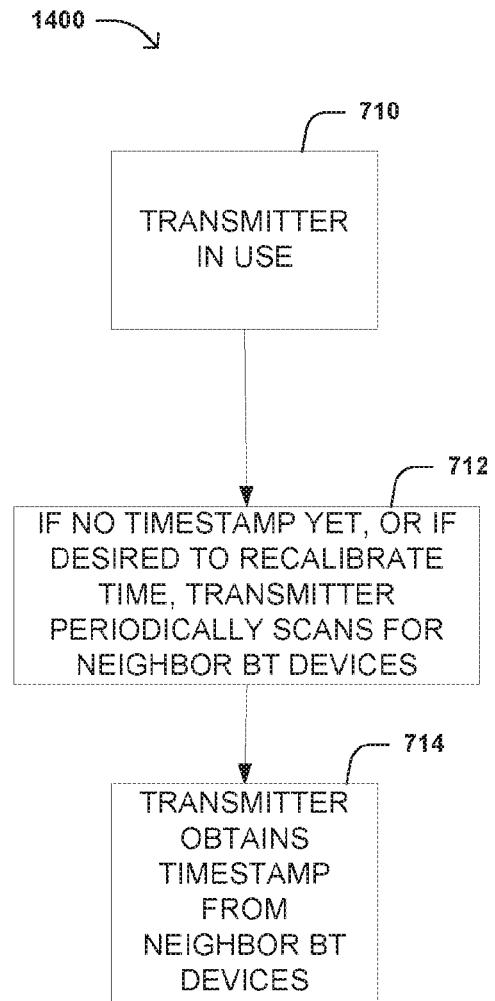 1400
710
TRANSMITTER
IN USE
712
IF NO TIMESTAMP YET, OR IF
DESIRED TO RECALIBRATE
TIME, TRANSMITTER
PERIODICALLY SCANS FOR
NEIGHBOR BT DEVICES
714
TRANSMITTER
OBTAINS
TIMESTAMP
FROM
NEIGHBOR BT
DEVICES